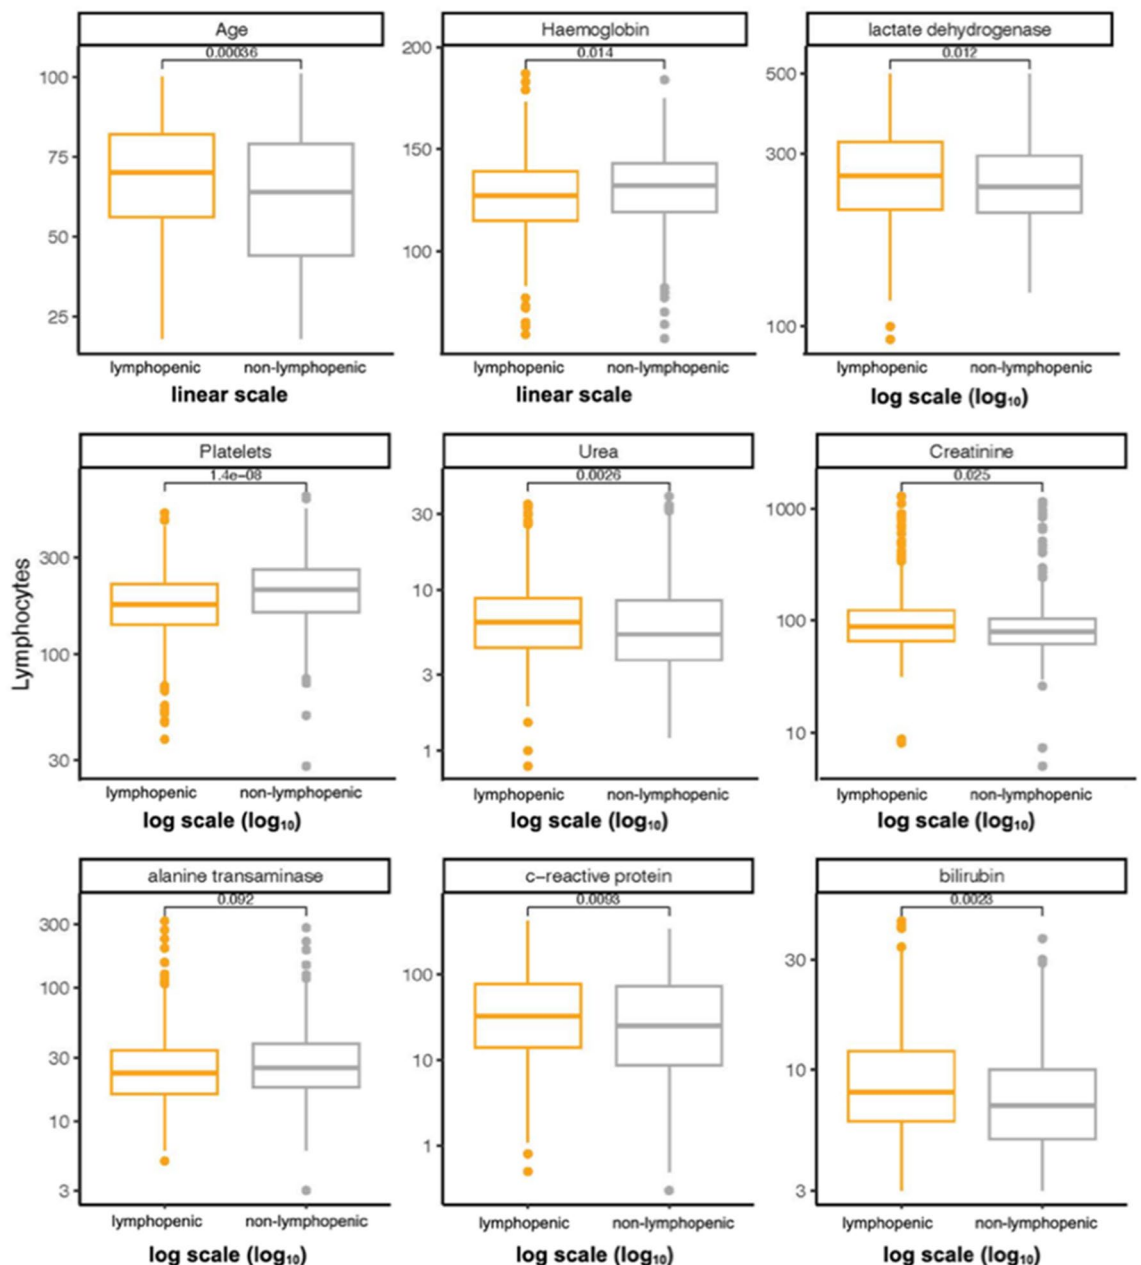 Age
Haemoglobin
lactate dehydrogenase
0.00036
0.014
0.012
100
75
50
25
200
150
100
500
300
100
lymphopenic non-lymphopenic
lymphopenic non-lymphopenic
lymphopenic non-lymphopenic
linear scale
linear scale
log scale (log₁₀)
Platelets
Urea
Creatinine
1.4e−08
0.0026
0.025
Lymphocytes
300
100
30
30
10
3
1
1000
100
10
lymphopenic non-lymphopenic
lymphopenic non-lymphopenic
lymphopenic non-lymphopenic
log scale (log₁₀)
log scale (log₁₀)
log scale (log₁₀)
alanine transaminase
c−reactive protein
bilirubin
0.092
0.0093
0.0023
300
100
30
10
3
100
10
1
30
10
3
lymphopenic non-lymphopenic
lymphopenic non-lymphopenic
lymphopenic non-lymphopenic
log scale (log₁₀)
log scale (log₁₀)
log scale (log₁₀)